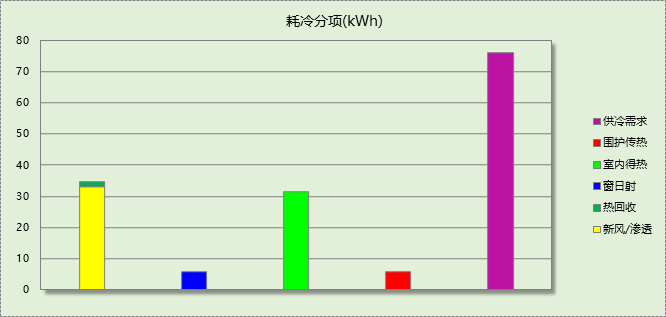 耗冷分项(kWh)
80
70
60
50
40
30
20
10
0
供冷需求
围护传热
室内得热
窗日射
热回收
新风/渗透